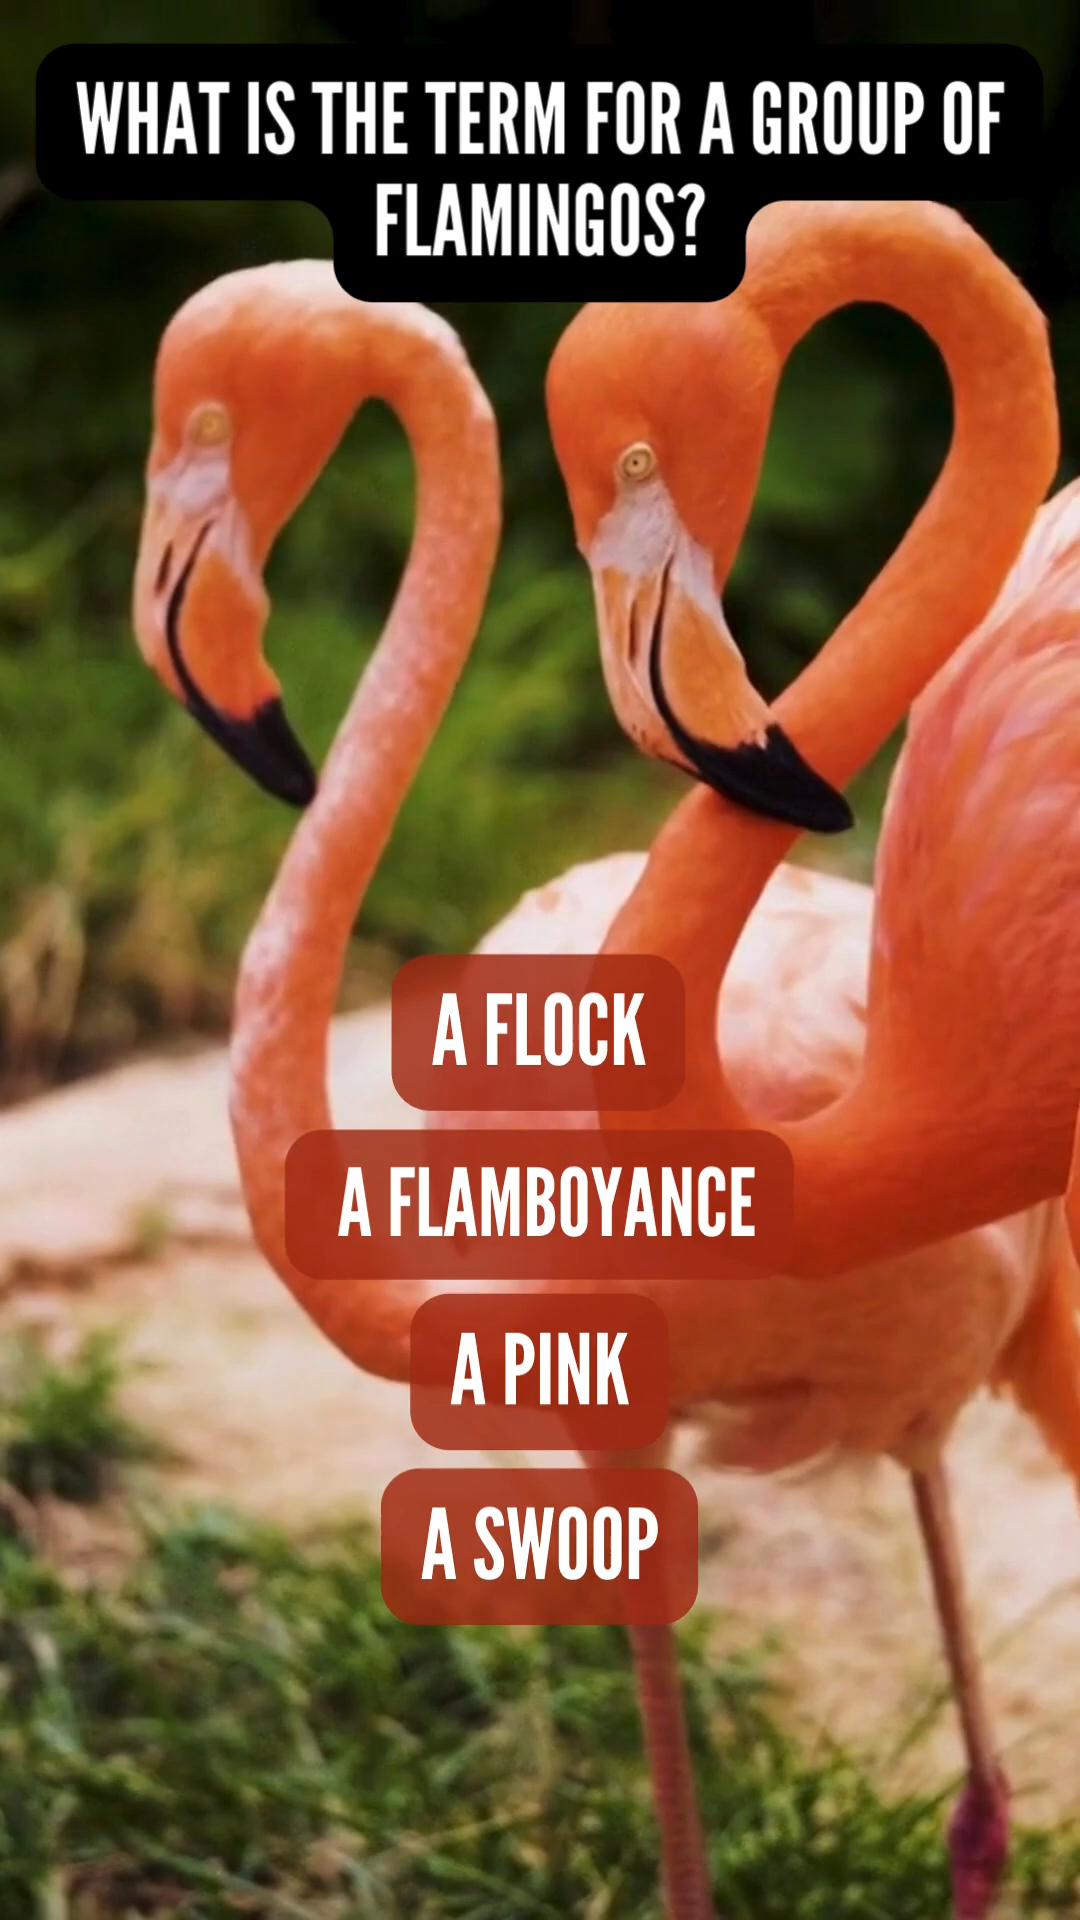 WHAT IS THE TERM FOR A GROUP OF
FLAMINGOS?
A FLOCK
A FLAMBOYANCE
A PINK
A SWOOP